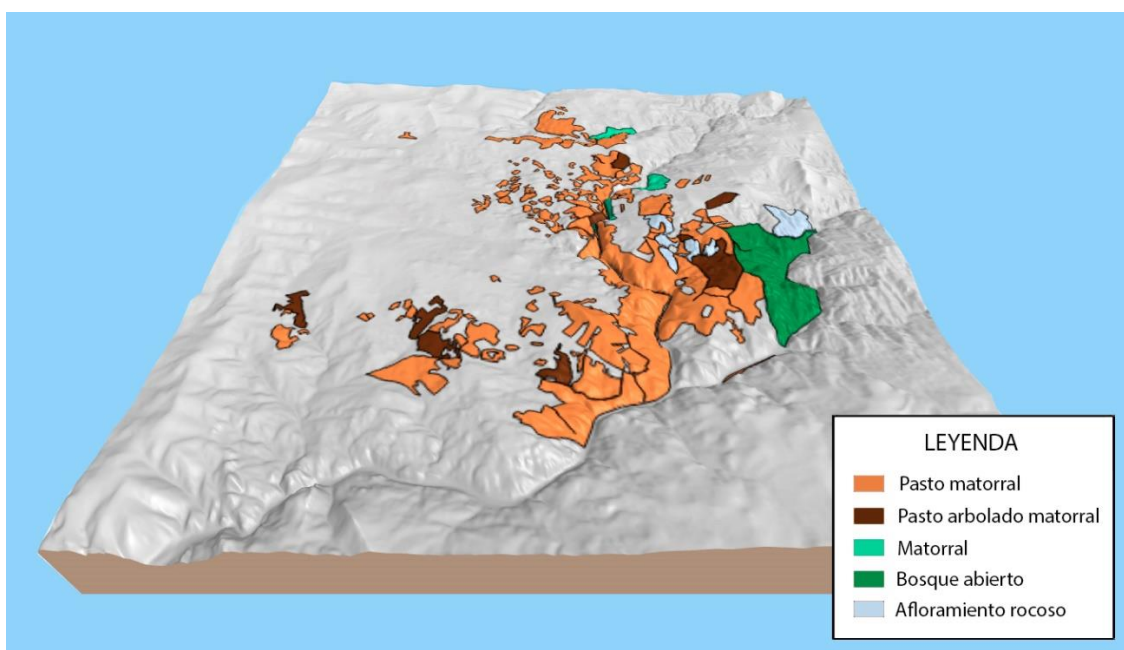 LEYENDA
Pasto matorral
Pasto arbolado matorral
Matorral
Bosque abierto
Afloramiento rocoso